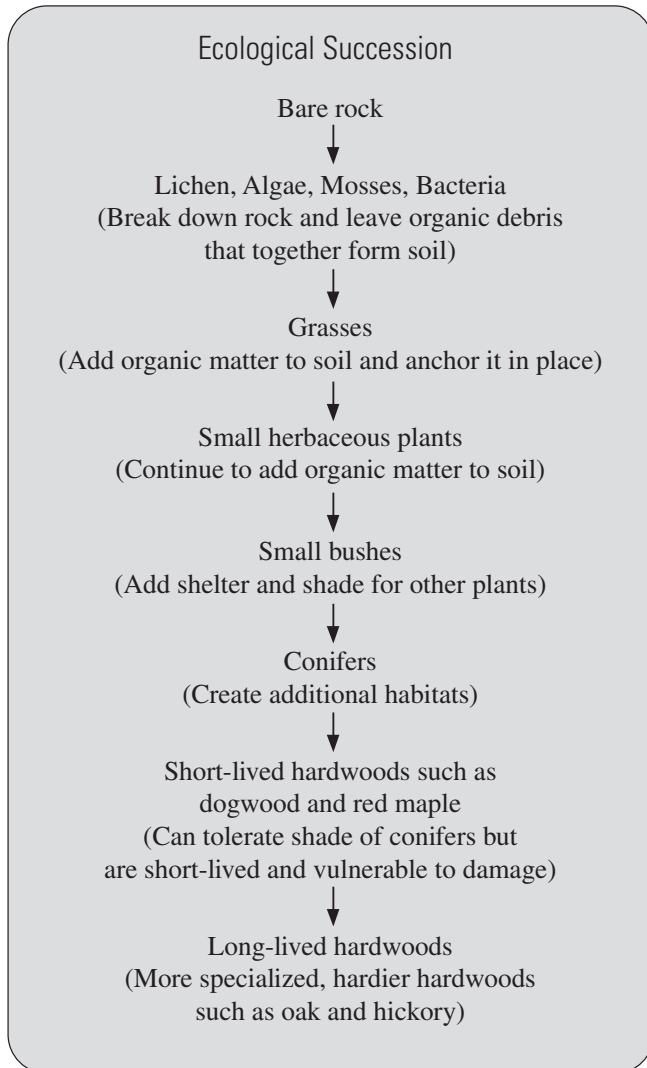 Ecological Succession
Bare rock
Lichen, Algae, Mosses, Bacteria
(Break down rock and leave organic debris
that together form soil)
Grasses
(Add organic matter to soil and anchor it in place)
Small herbaceous plants
(Continue to add organic matter to soil)
Small bushes
(Add shelter and shade for other plants)
Conifers
(Create additional habitats)
Short-lived hardwoods such as
dogwood and red maple
(Can tolerate shade of conifers but
are short-lived and vulnerable to damage)
Long-lived hardwoods
(More specialized, hardier hardwoods
such as oak and hickory)